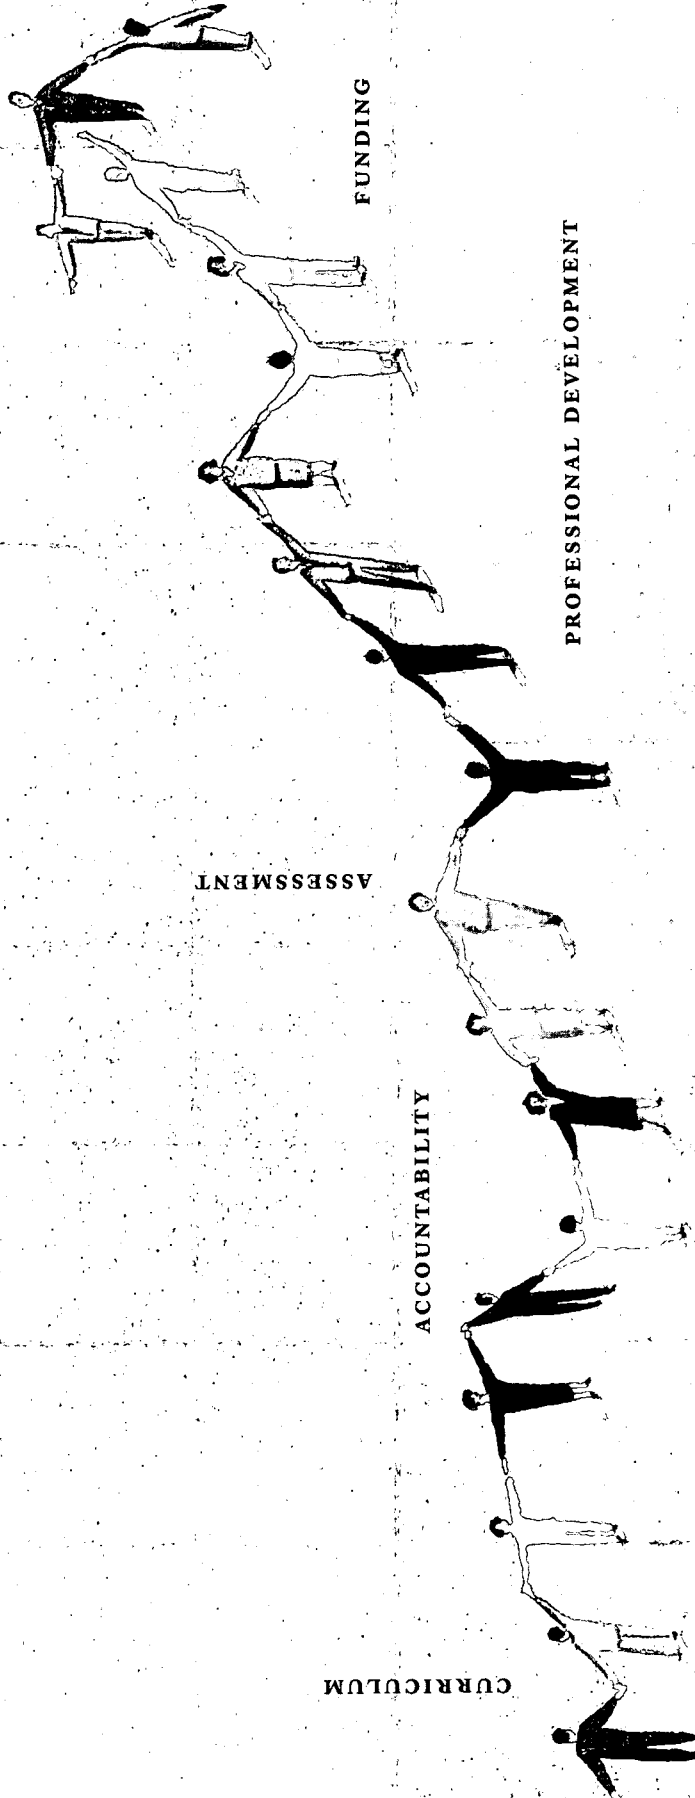 FUNDING
PROFESSIONAL DEVELOPMENT
ASSESSMENT
ACCOUNTABILITY
CURRICULUM